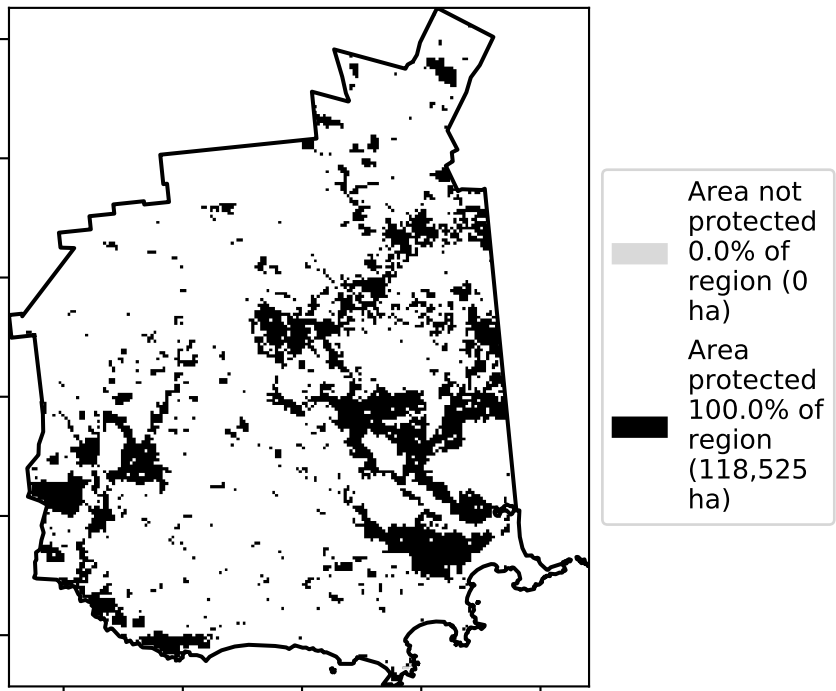 Area not
protected
0.0% of
region (0
ha)
Area
protected
100.0% of
region
(118,525
ha)